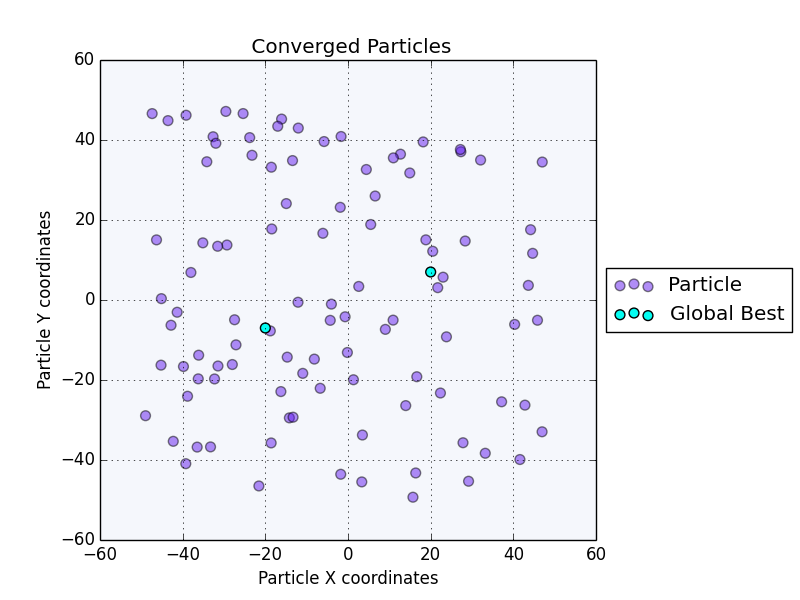 Converged Particles
60
40
20
0
−20
−40
−60
−60 −40 −20 0 20 40 60
Particle Y coordinates
Particle X coordinates
Particle
Global Best